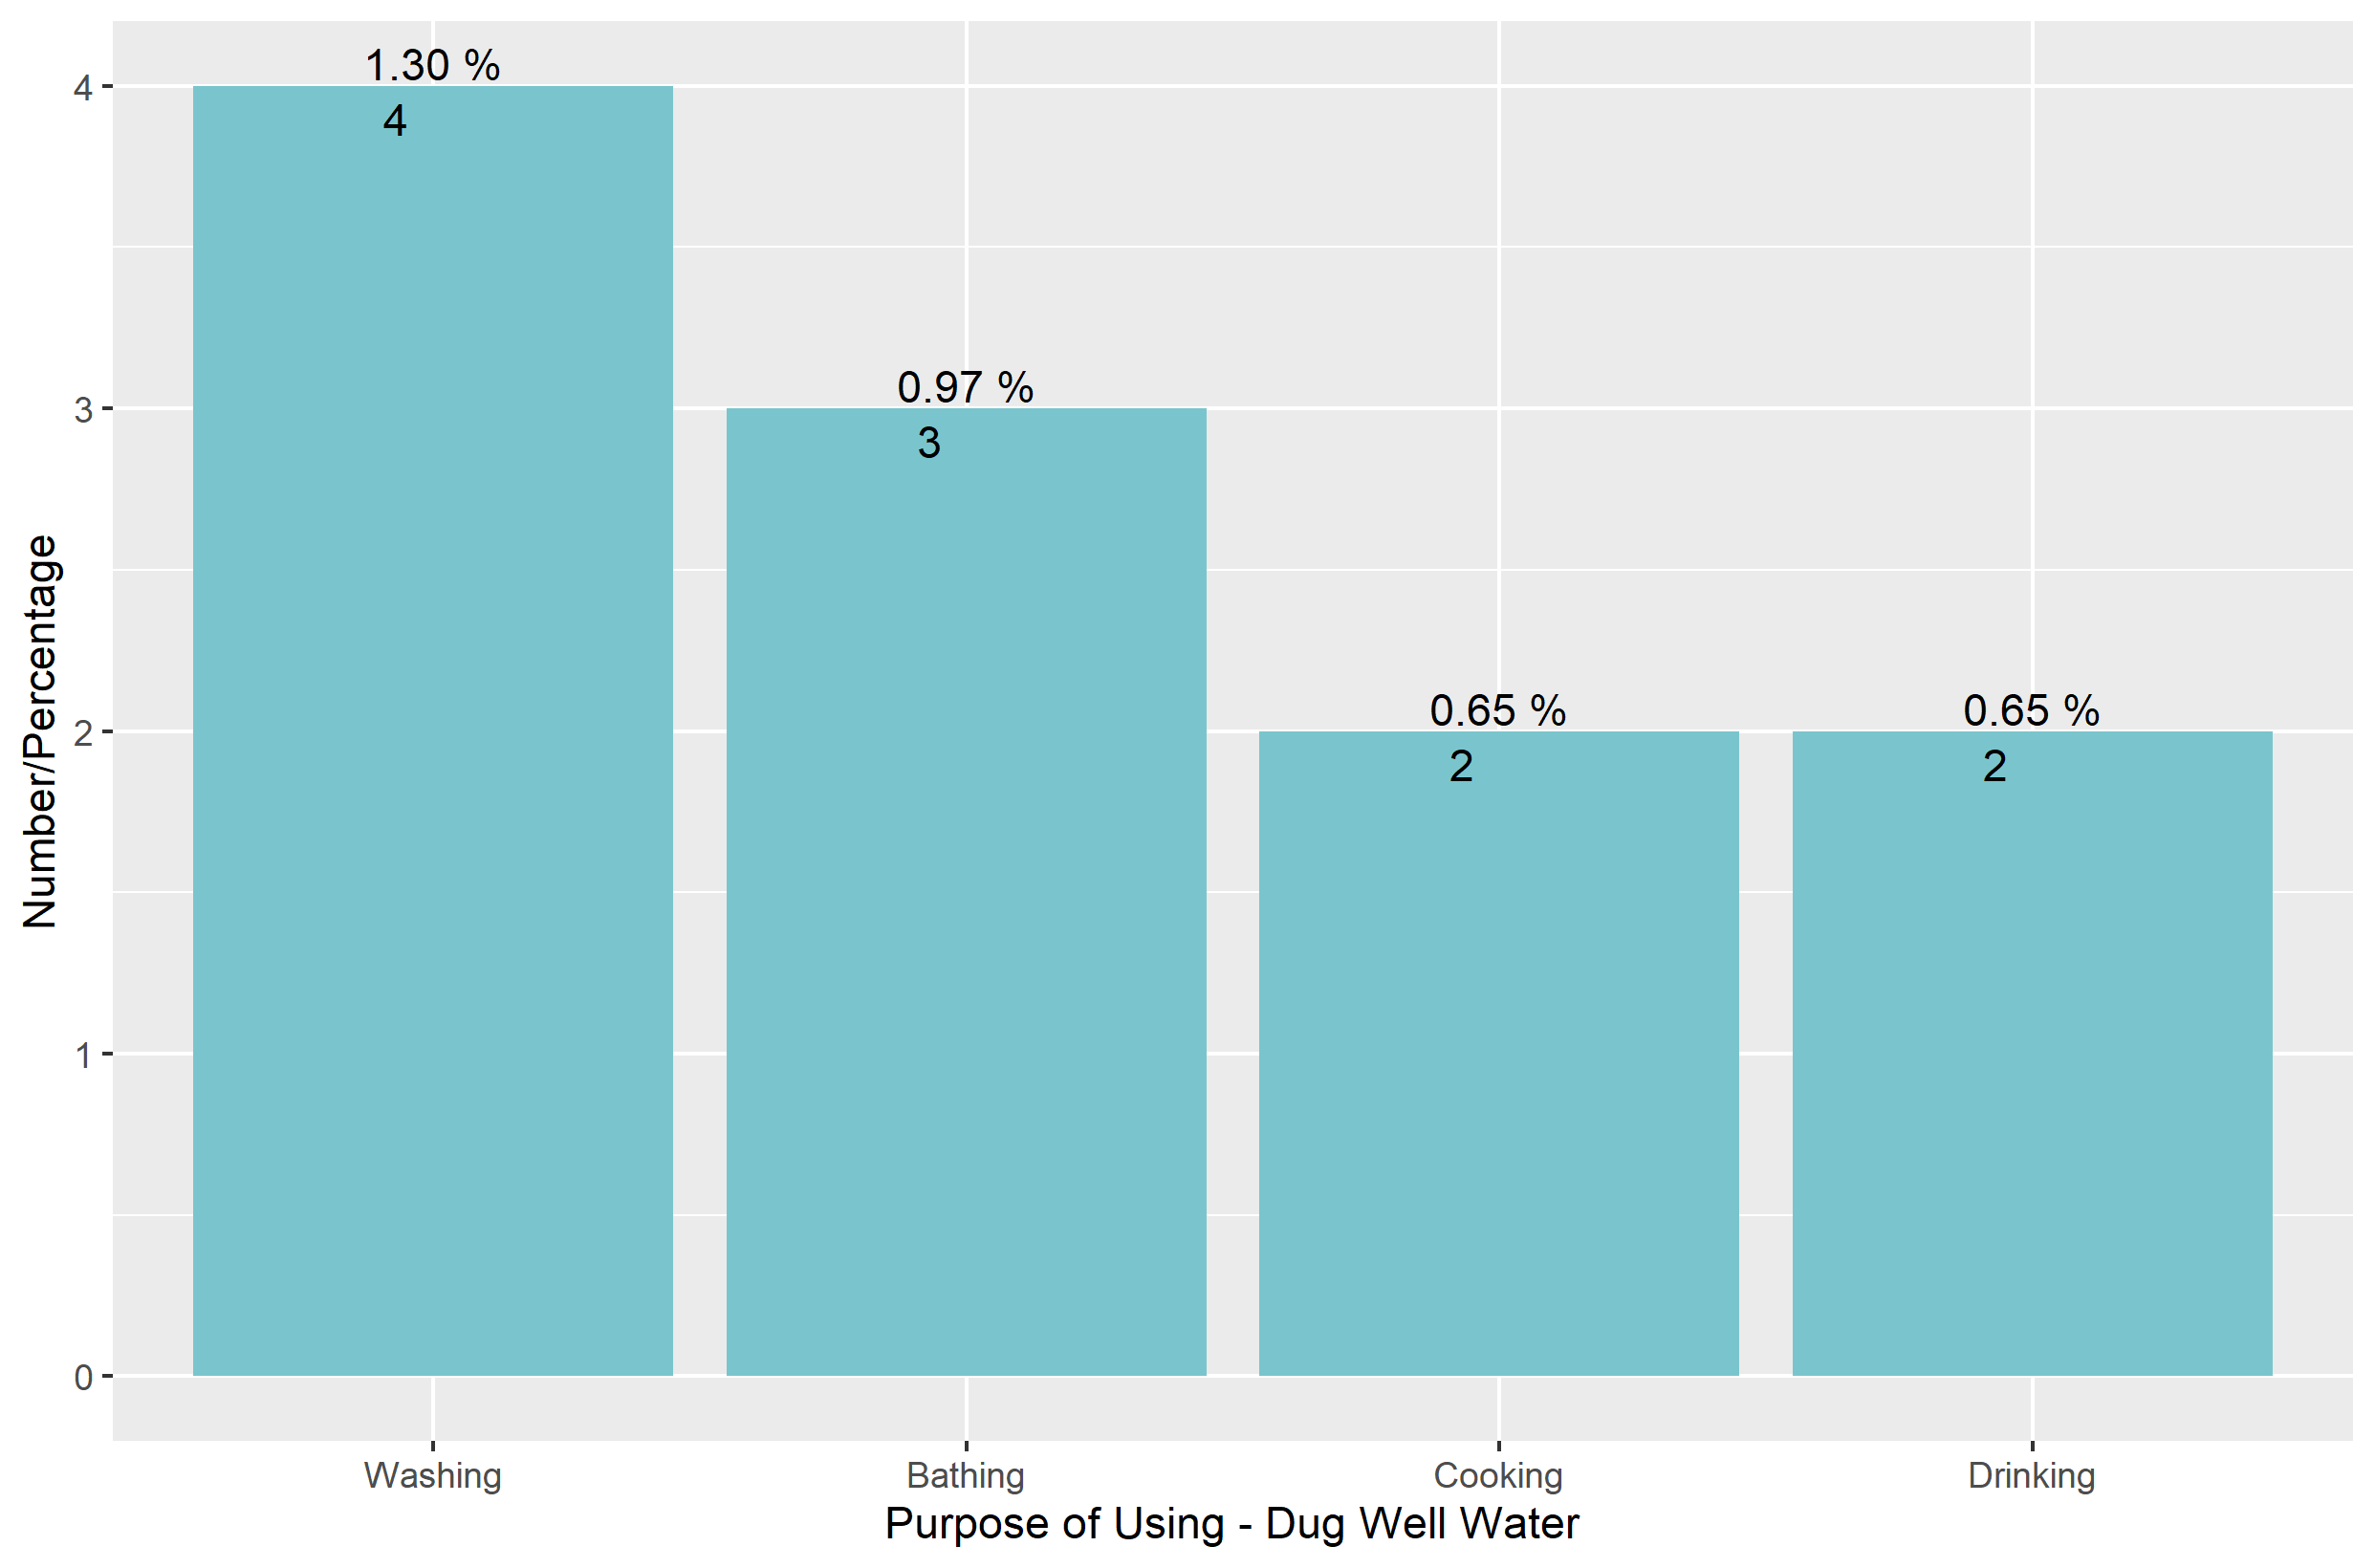 1.30 %
4
4
0.97 %
3
3
0.65 %
0.65 %
2
2
2
1
0
Number/Percentage
Washing
Bathing
Cooking
Drinking
Purpose of Using - Dug Well Water